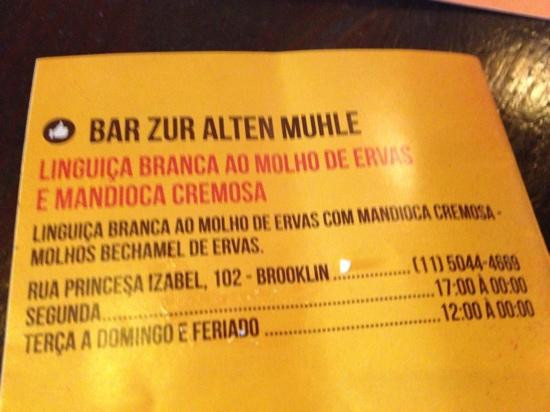 BAR ZUR ALTEN MUHLE
LINGUIÇA BRANCA AO MOLHO DE ERVAS
E MANDIOCA CREMOSA
LINGUIÇA BRANCA AO MOLHO DE ERVAS COM MANDIOCA CREMOSA -
MOLHOS BECHAMEL DE ERVAS.
RUA PRINCESA IZABEL, 102 - BROOKLIN ................ (11) 5044-4669
SEGUNDA.................................................................... 17:00 À 00:00
TERÇA A DOMINGO E FERIADO ................................... 12:00 À 00:00